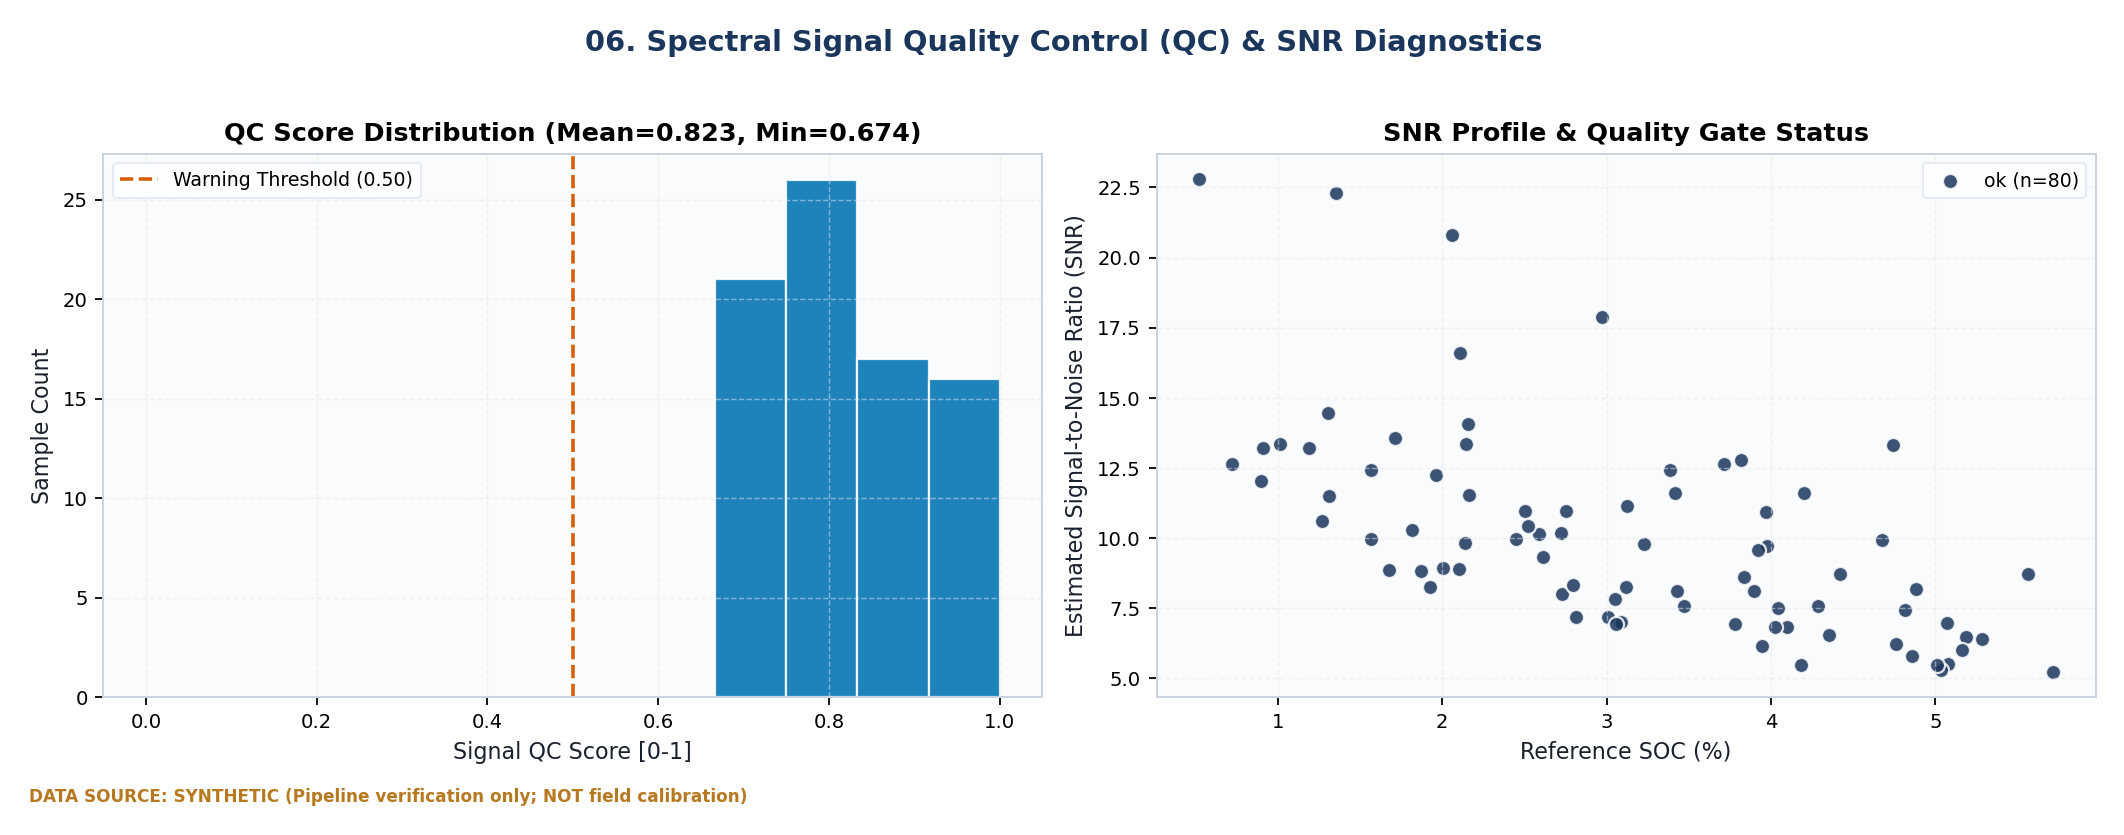 06. Spectral Signal Quality Control (QC) & SNR Diagnostics
QC Score Distribution (Mean=0.823, Min=0.674)
Warning Threshold (0.50)
Sample Count
25
20
15
10
5
0
0.0 0.2 0.4 0.6 0.8 1.0
Signal QC Score [0-1]
SNR Profile & Quality Gate Status
ok (n=80)
Estimated Signal-to-Noise Ratio (SNR)
22.5
20.0
17.5
15.0
12.5
10.0
7.5
5.0
1 2 3 4 5
Reference SOC (%)
DATA SOURCE: SYNTHETIC (Pipeline verification only; NOT field calibration)